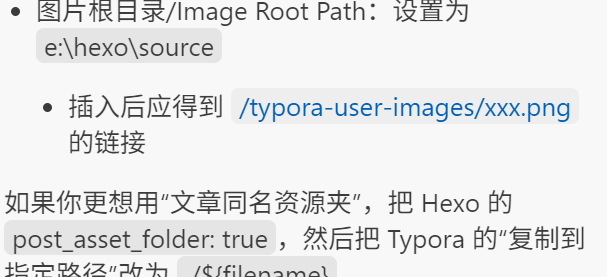 图片根目录/Image Root Path：设置为
e:\hexo\source
插入后应得到 /typora-user-images/xxx.png
的链接
如果你更想用“文章同名资源夹”，把 Hexo 的
post_asset_folder: true，然后把 Typora 的“复制到
指定路径”改为 ./${filename}